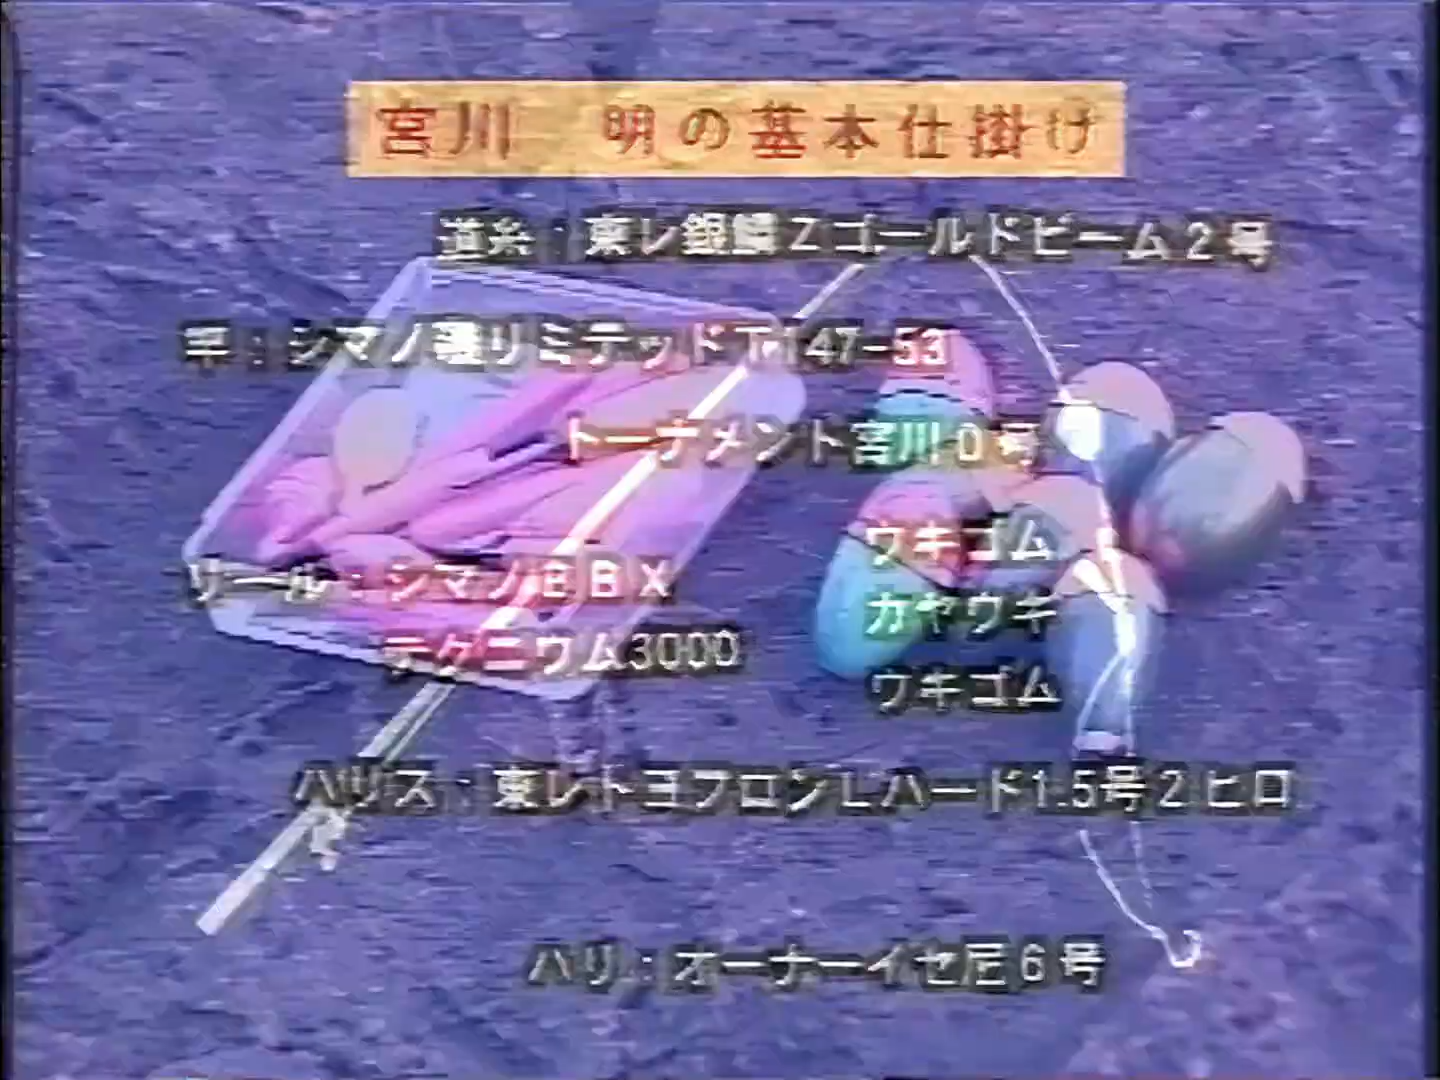 宮川　明の基本仕掛け
道糸：東レ銀鱗Zゴールドビーム2号
竿：シマノ磯リミテッドT147-53
トーナメント宮川0号
ウキゴム
リール：シマノBBX
カヤウキ
テクニウム3000
ウキゴム
ハリス：東レトヨフロンLハード1.5号2ヒロ
ハリ：オーナーイセ尼6号